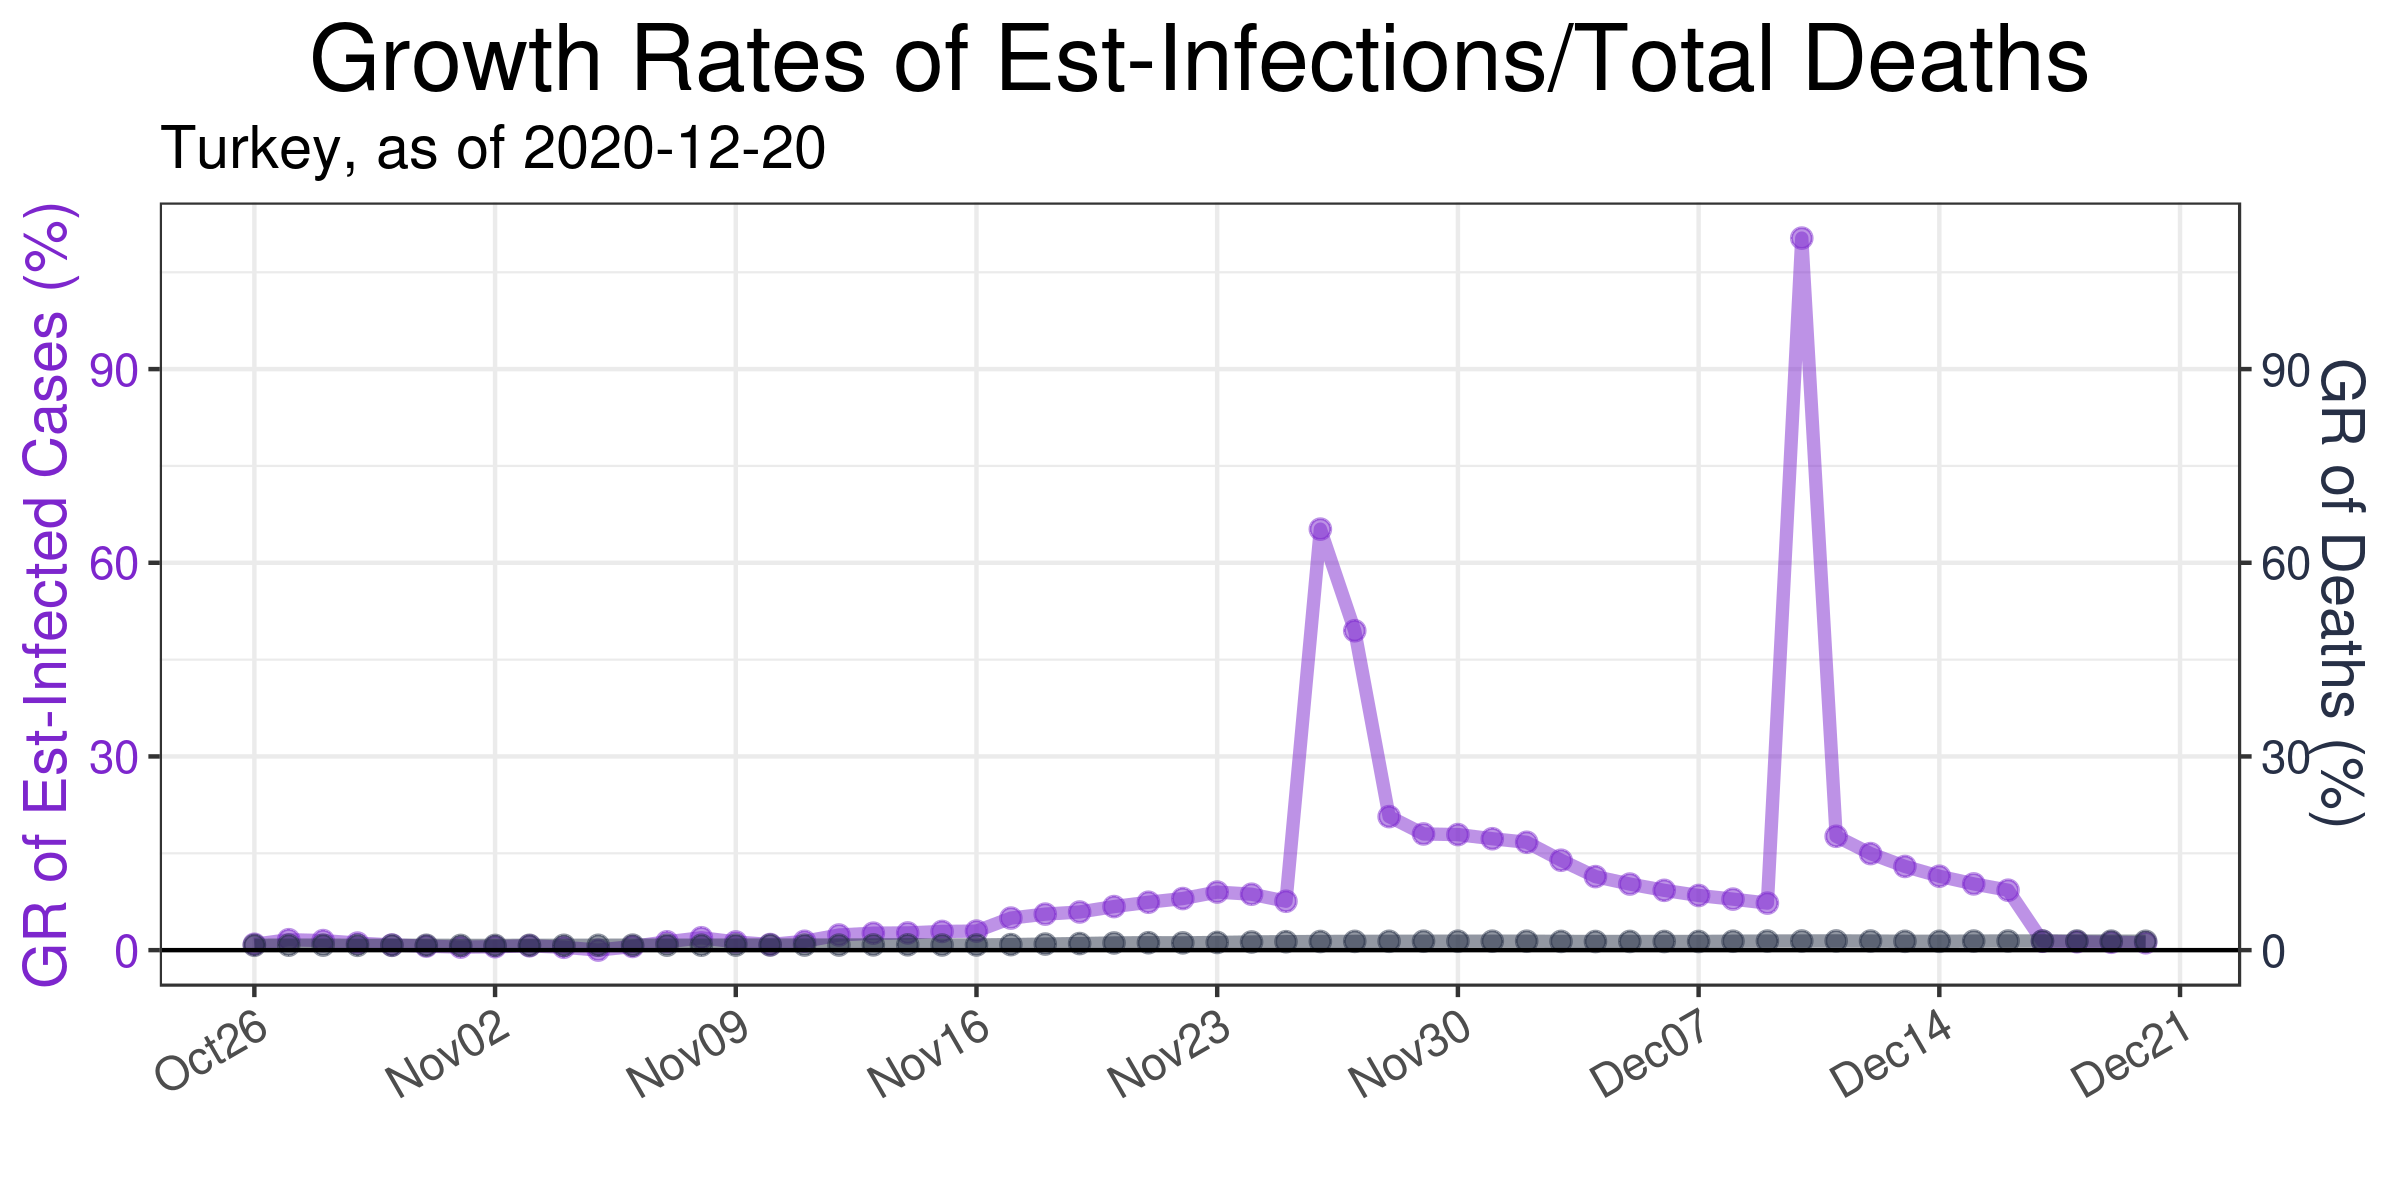 Growth Rates of Est-Infections/Total Deaths
Turkey, as of 2020-12-20
GR of Est-Infected Cases (%)
90
60
30
0
90
60
30
0
GR of Deaths (%)
Oct26
Nov02
Nov09
Nov16
Nov23
Nov30
Dec07
Dec14
Dec21